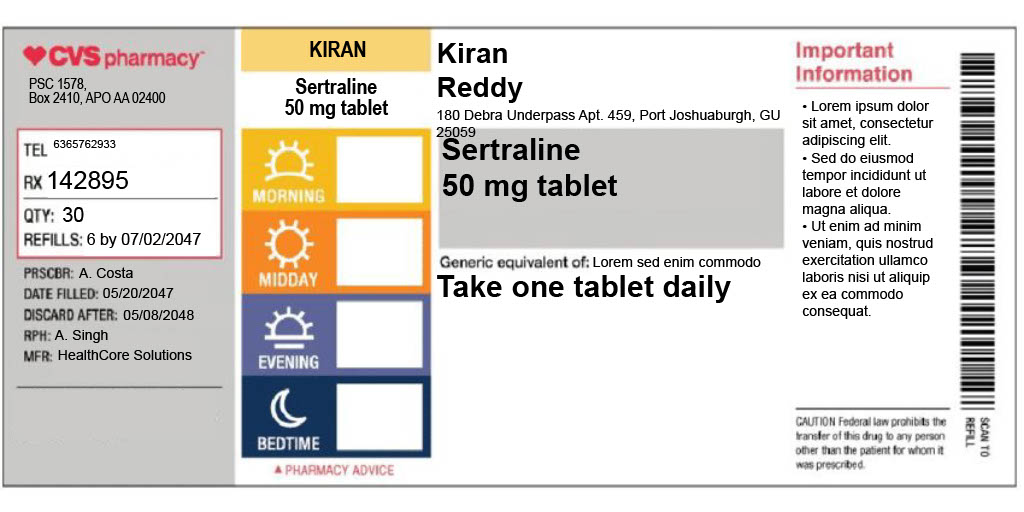 CVS pharmacy
PSC 1578,
Box 2410, APO AA 02400
TEL 6365762933
RX 142895
QTY: 30
REFILLS: 6 by 07/02/2047
PRSCBR: A. Costa
DATE FILLED: 05/20/2047
DISCARD AFTER: 05/08/2048
RPH: A. Singh
MFR: HealthCore Solutions
KIRAN
Sertraline
50 mg tablet
MORNING
MIDDAY
EVENING
BEDTIME
▲ PHARMACY ADVICE
Kiran
Reddy
180 Debra Underpass Apt. 459, Port Joshuaburgh, GU
25059
Sertraline
50 mg tablet
Generic equivalent of: Lorem sed enim commodo
Take one tablet daily
Important
Information
• Lorem ipsum dolor
sit amet, consectetur
adipiscing elit.
• Sed do eiusmod
tempor incididunt ut
labore et dolore
magna aliqua.
• Ut enim ad minim
veniam, quis nostrud
exercitation ullamco
laboris nisi ut aliquip
ex ea commodo
consequat.
CAUTION Federal law prohibits the
transfer of this drug to any person
other than the patient for whom it
was prescribed.
SCAN TO
REFILL